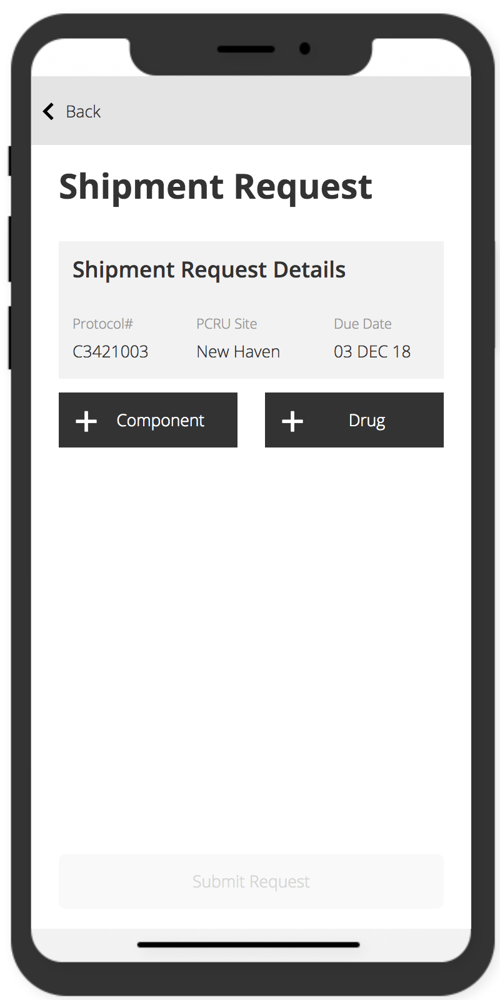 Back
Shipment Request
Shipment Request Details
Protocol# PCRU Site Due Date
C3421003 New Haven 03 DEC 18
+ Component + Drug
Submit Request